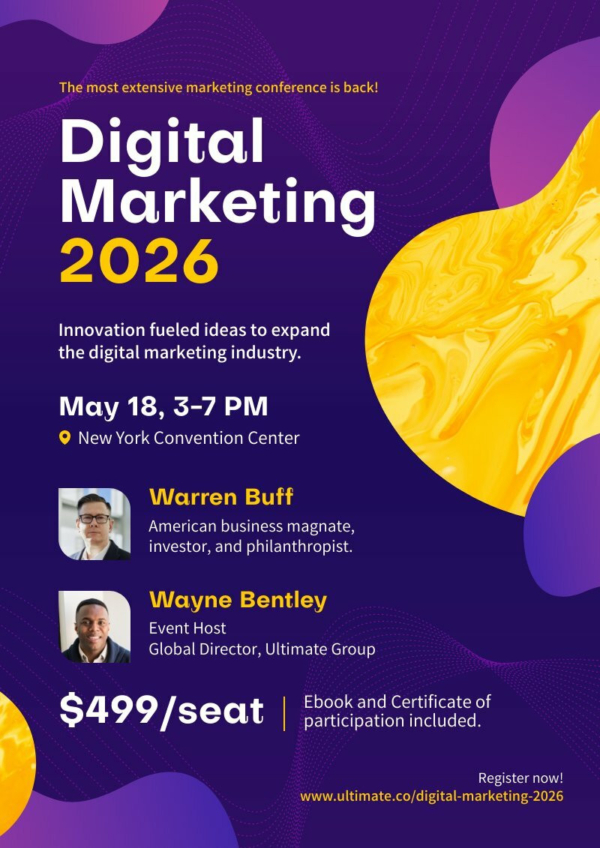 The most extensive marketing conference is back!
Digital
Marketing
2026
Innovation fueled ideas to expand
the digital marketing industry.
May 18, 3-7 PM
New York Convention Center
Warren Buff
American business magnate,
investor, and philanthropist.
Wayne Bentley
Event Host
Global Director, Ultimate Group
$499/seat
Ebook and Certificate of
participation included.
Register now!
www.ultimate.co/digital-marketing-2026